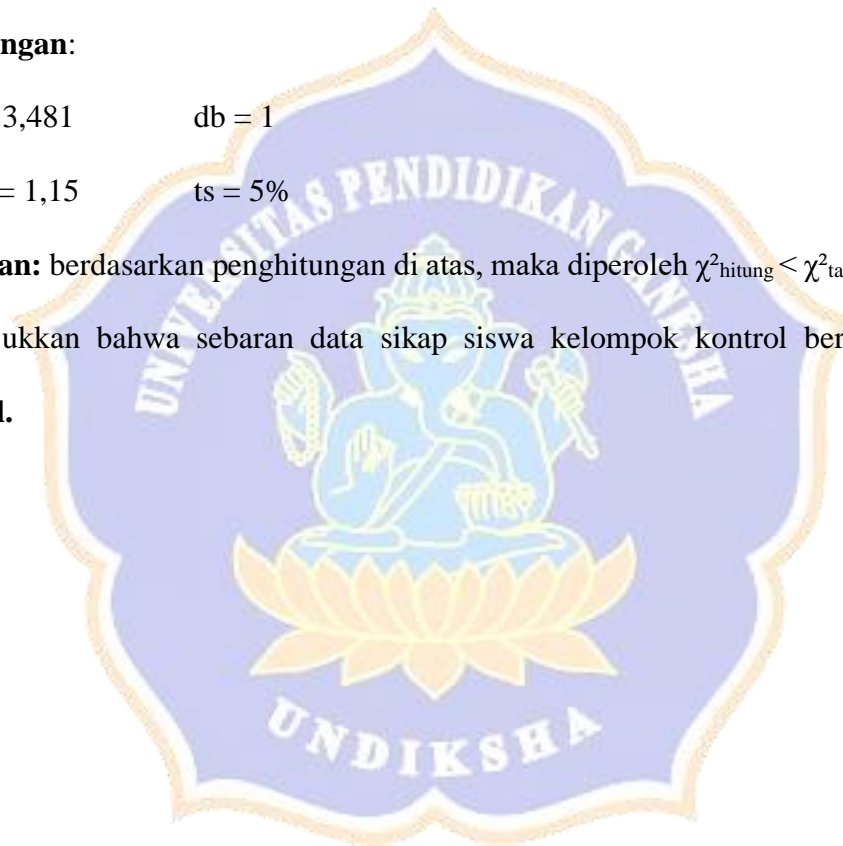 ngan:
3,481 db = 1
= 1,15 ts = 5%
an: berdasarkan penghitungan di atas, maka diperoleh χ²hitung < χ²ta
ukkan bahwa sebaran data sikap siswa kelompok kontrol ber
l.
UNIVERSITAS PENDIDIKAN GANESHA
UNDIKSHA